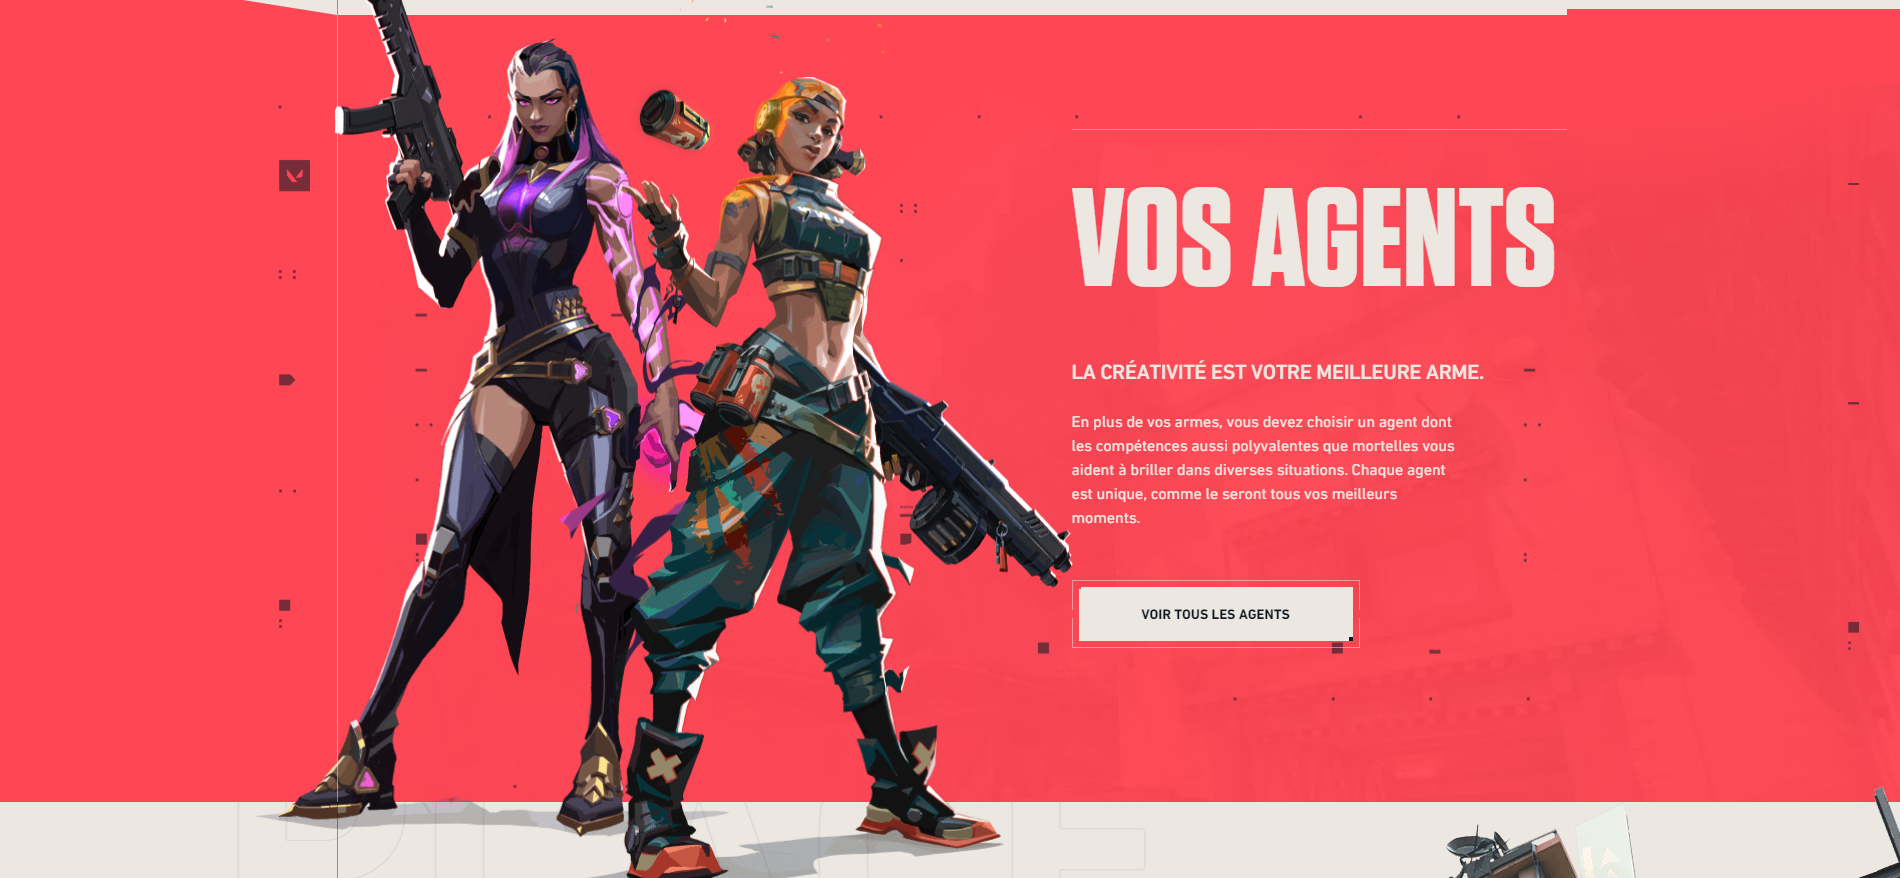 VOS AGENTS
LA CRÉATIVITÉ EST VOTRE MEILLEURE ARME.
En plus de vos armes, vous devez choisir un agent dont
les compétences aussi polyvalentes que mortelles vous
aident à briller dans diverses situations. Chaque agent
est unique, comme le seront tous vos meilleurs
moments.
VOIR TOUS LES AGENTS